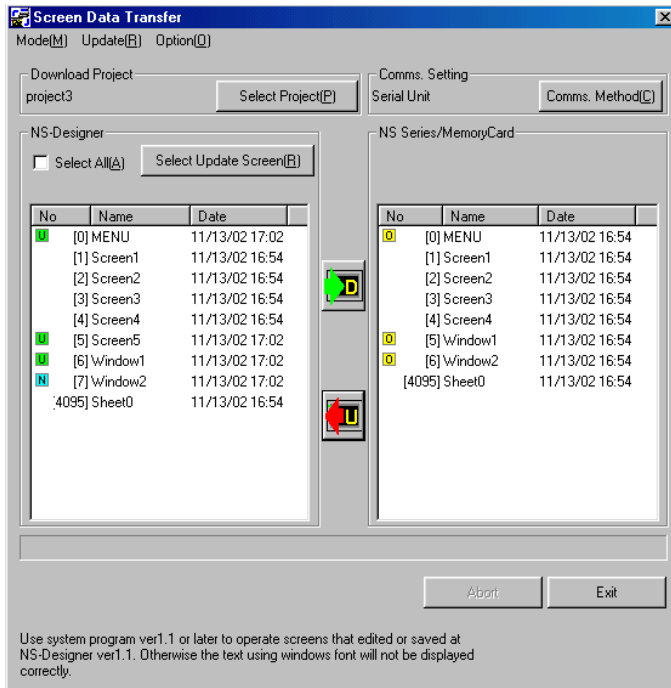 Screen Data Transfer
Mode(M) Update(R) Option(O)
Download Project
project3 Select Project(P)
Comms. Setting
Serial Unit Comms. Method(C)
NS-Designer
Select All(A) Select Update Screen(R)
No Name Date
U [0] MENU 11/13/02 17:02
[1] Screen1 11/13/02 16:54
[2] Screen2 11/13/02 16:54
[3] Screen3 11/13/02 16:54
[4] Screen4 11/13/02 16:54
U [5] Screen5 11/13/02 17:02
U [6] Window1 11/13/02 17:02
N [7] Window2 11/13/02 17:02
[4095] Sheet0 11/13/02 16:54
D
U
NS Series/MemoryCard
No Name Date
O [0] MENU 11/13/02 16:54
[1] Screen1 11/13/02 16:54
[2] Screen2 11/13/02 16:54
[3] Screen3 11/13/02 16:54
[4] Screen4 11/13/02 16:54
O [5] Window1 11/13/02 16:54
O [6] Window2 11/13/02 16:54
[4095] Sheet0 11/13/02 16:54
Abort Exit
Use system program ver1.1 or later to operate screens that edited or saved at
NS-Designer ver1.1. Otherwise the text using windows font will not be displayed
correctly.